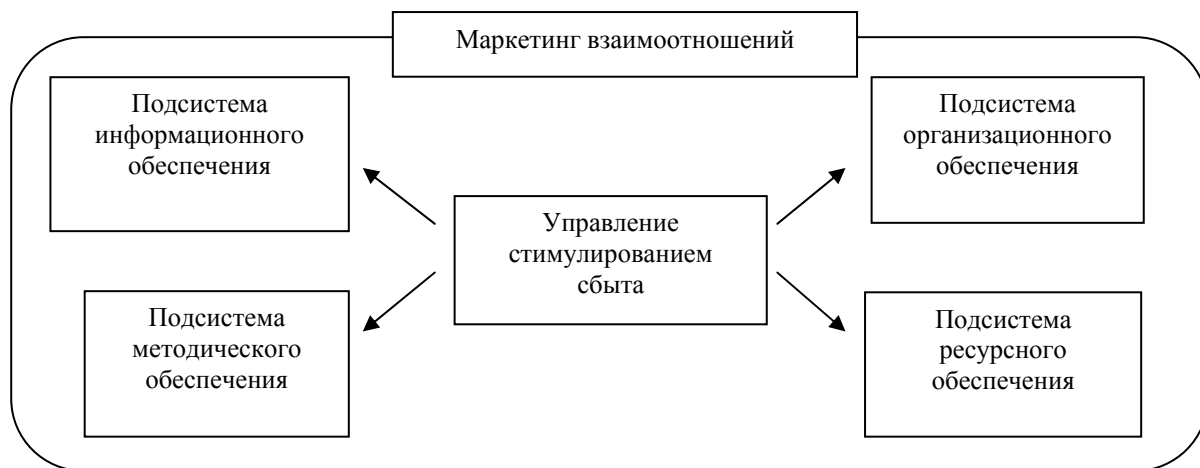 Маркетинг взаимоотношений
Подсистема
информационного
обеспечения
Подсистема
организационного
обеспечения
Управление
стимулированием
сбыта
Подсистема
методического
обеспечения
Подсистема
ресурсного
обеспечения